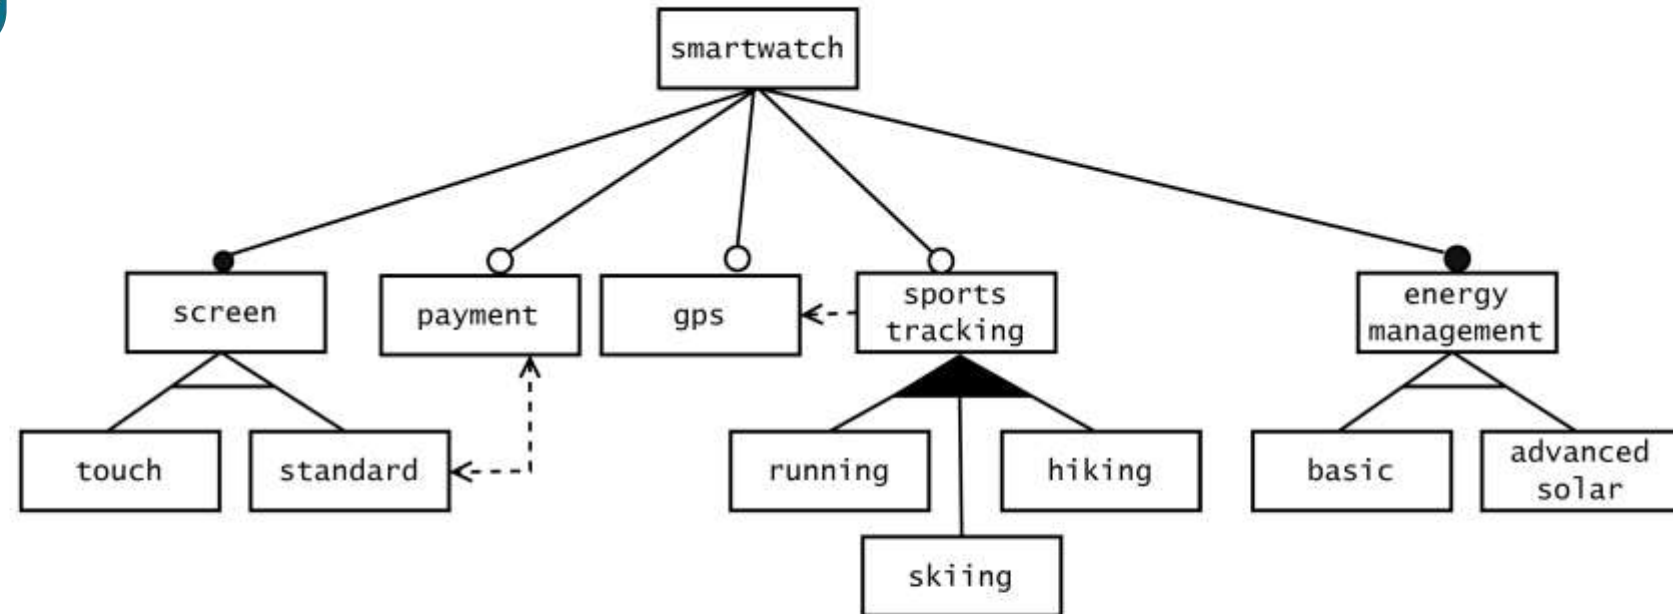 smartwatch
screen
payment
gps
sports
tracking
energy
management
touch
standard
running
hiking
basic
advanced
solar
skiing